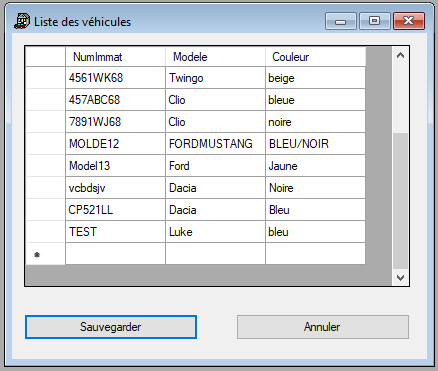 Liste des véhicules
NumImmat Modele Couleur
4561WK68 Twingo beige
457ABC68 Clio bleue
7891WJ68 Clio noire
MOLDE12 FORDMUSTANG BLEU/NOIR
Model13 Ford Jaune
vcbdsjv Dacia Noire
CP521LL Dacia Bleu
TEST Luke bleu
*
Sauvegarder Annuler